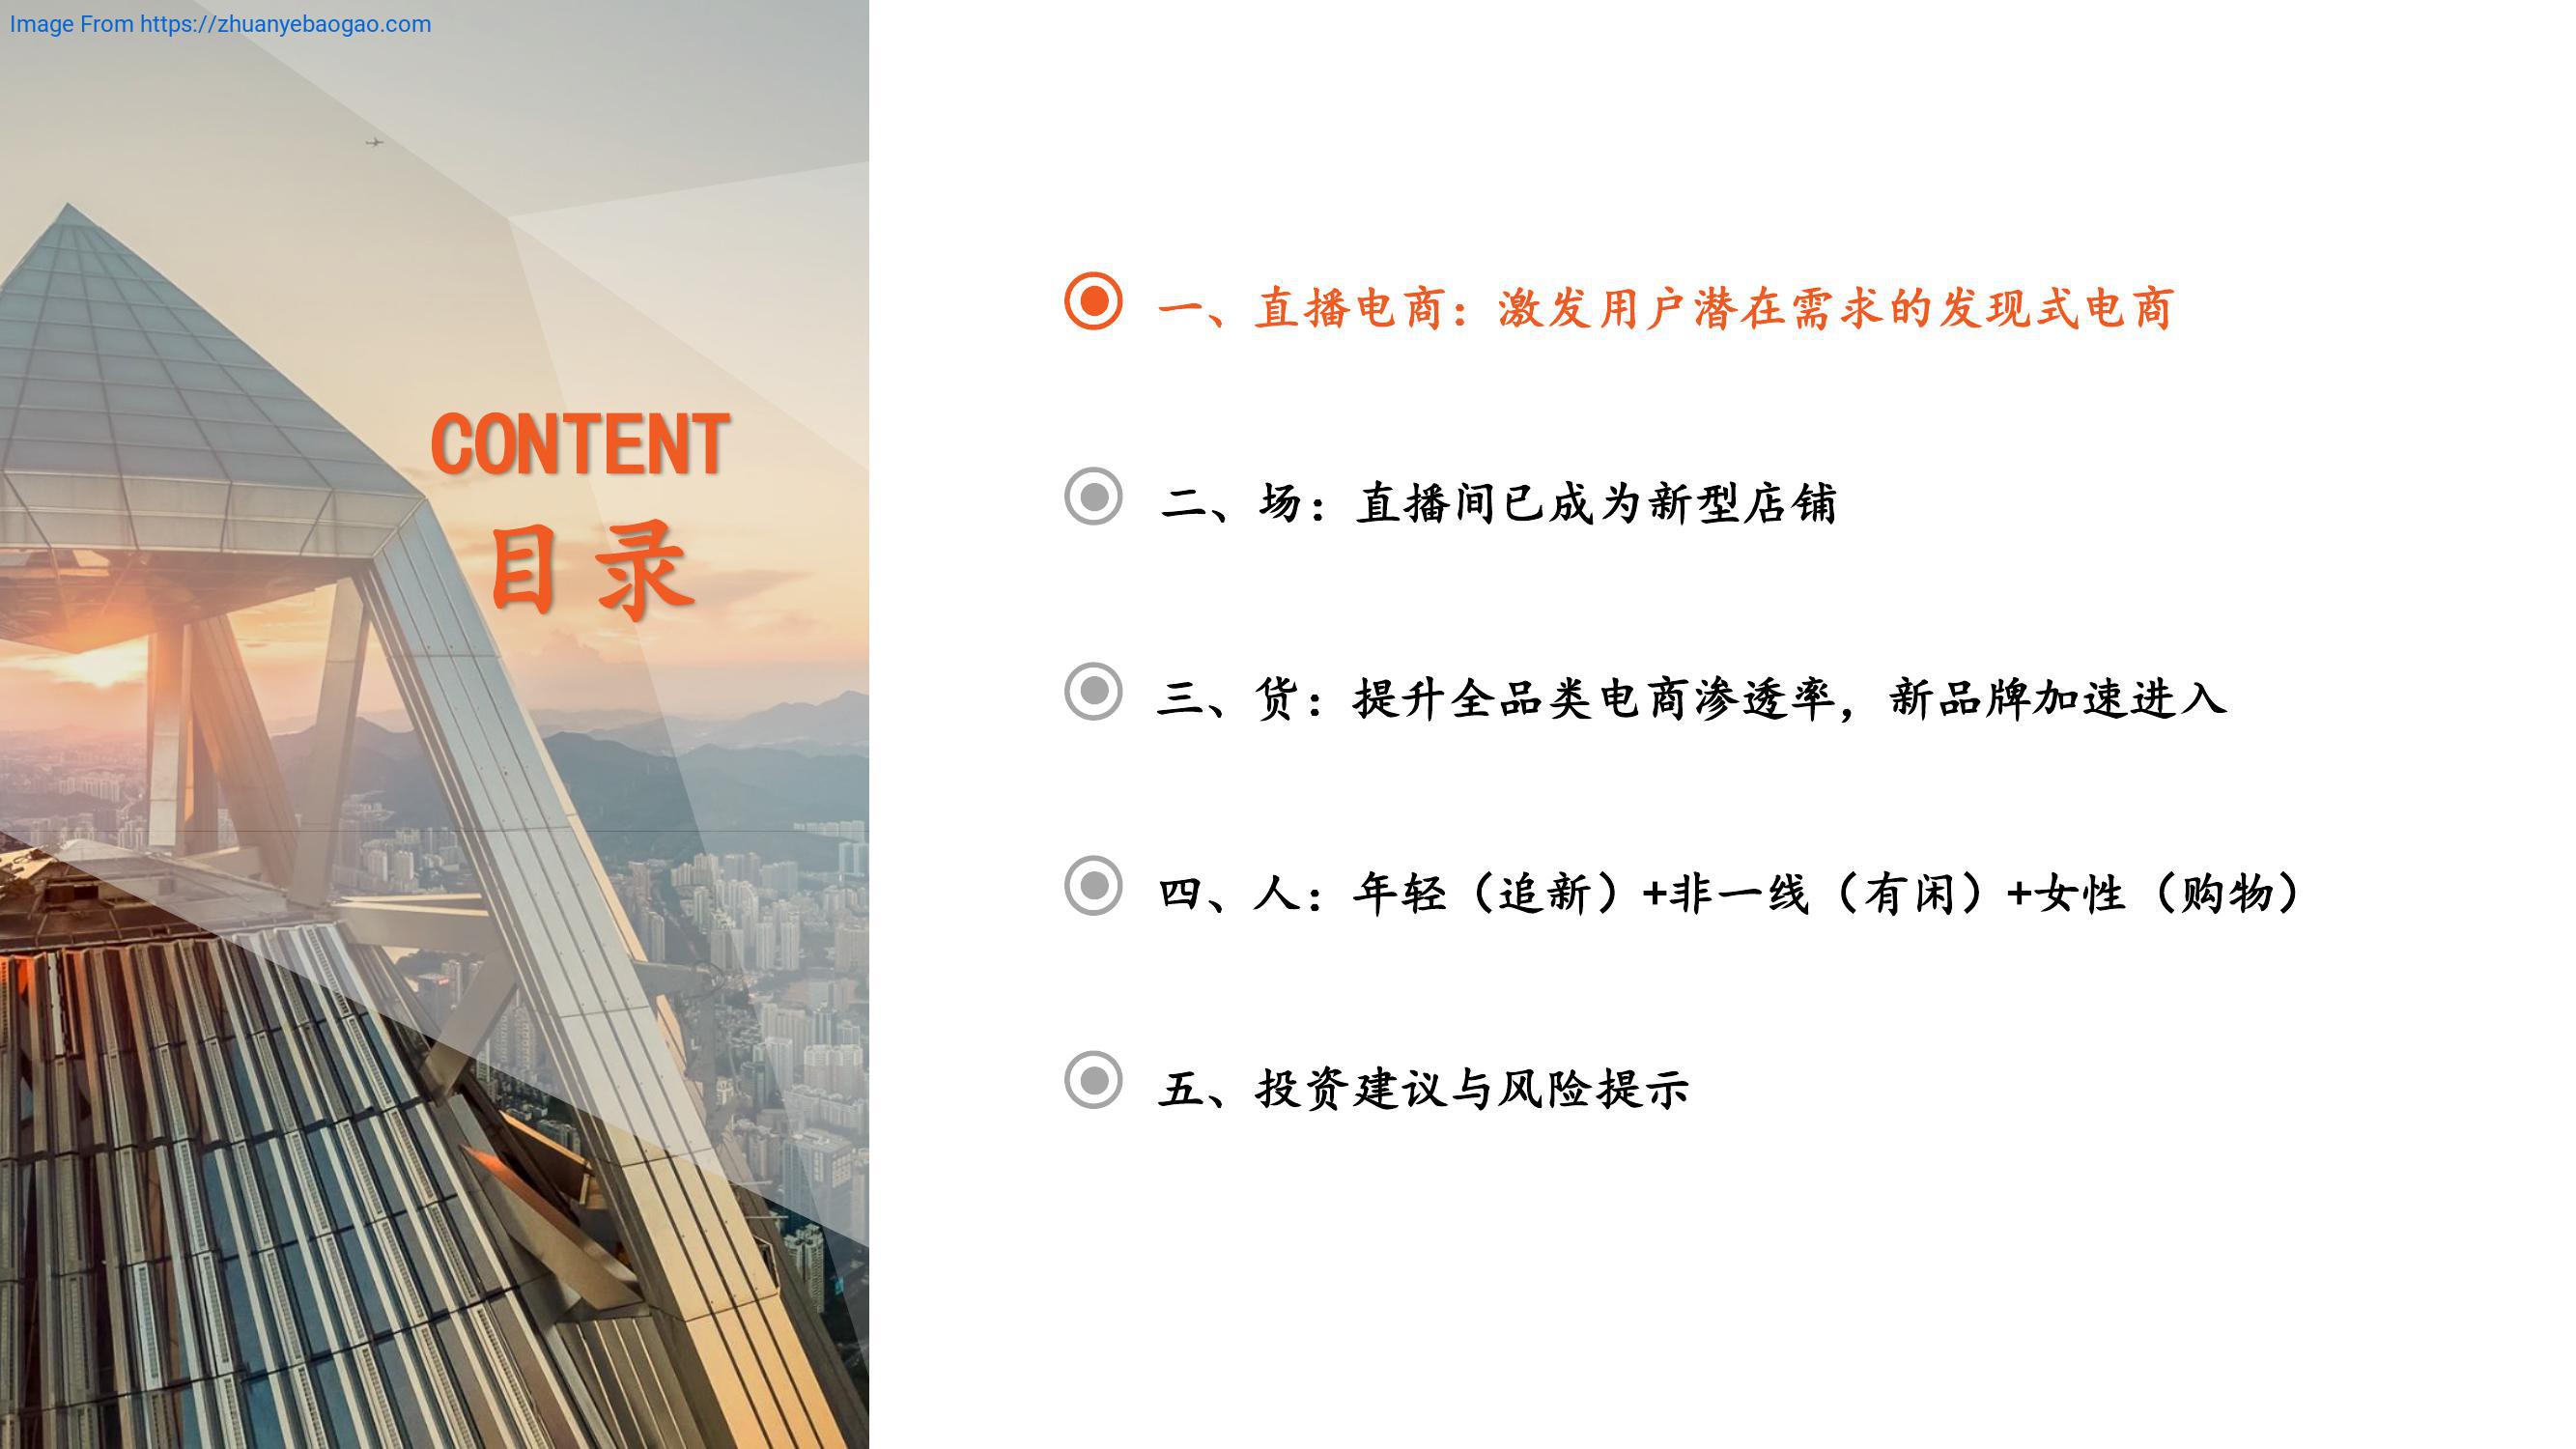 Image From https://zhuanyebaogao.com
CONTENT
目录
一、直播电商：激发用户潜在需求的发现式电商
二、场：直播间已成为新型店铺
三、货：提升全品类电商渗透率，新品牌加速进入
四、人：年轻（追新）+非一线（有闲）+女性（购物）
五、投资建议与风险提示